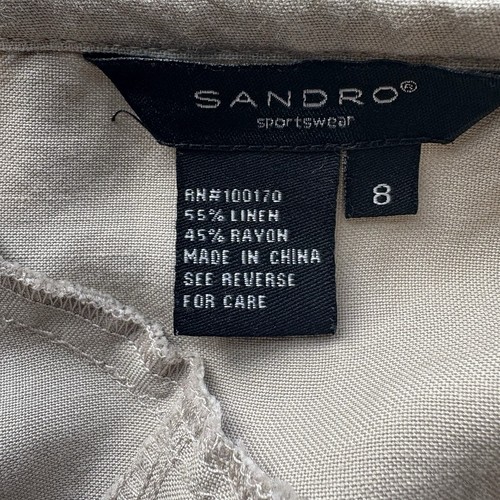 SANDRO®
sportswear
8
RN#100170
55% LINEN
45% RAYON
MADE IN CHINA
SEE REVERSE
FOR CARE